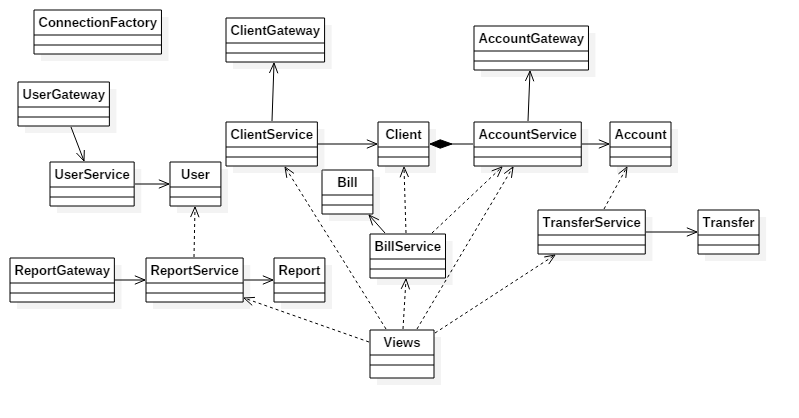 ConnectionFactory
ClientGateway
AccountGateway
UserGateway
ClientService
Client
AccountService
Account
UserService
User
Bill
TransferService
Transfer
BillService
ReportGateway
ReportService
Report
Views